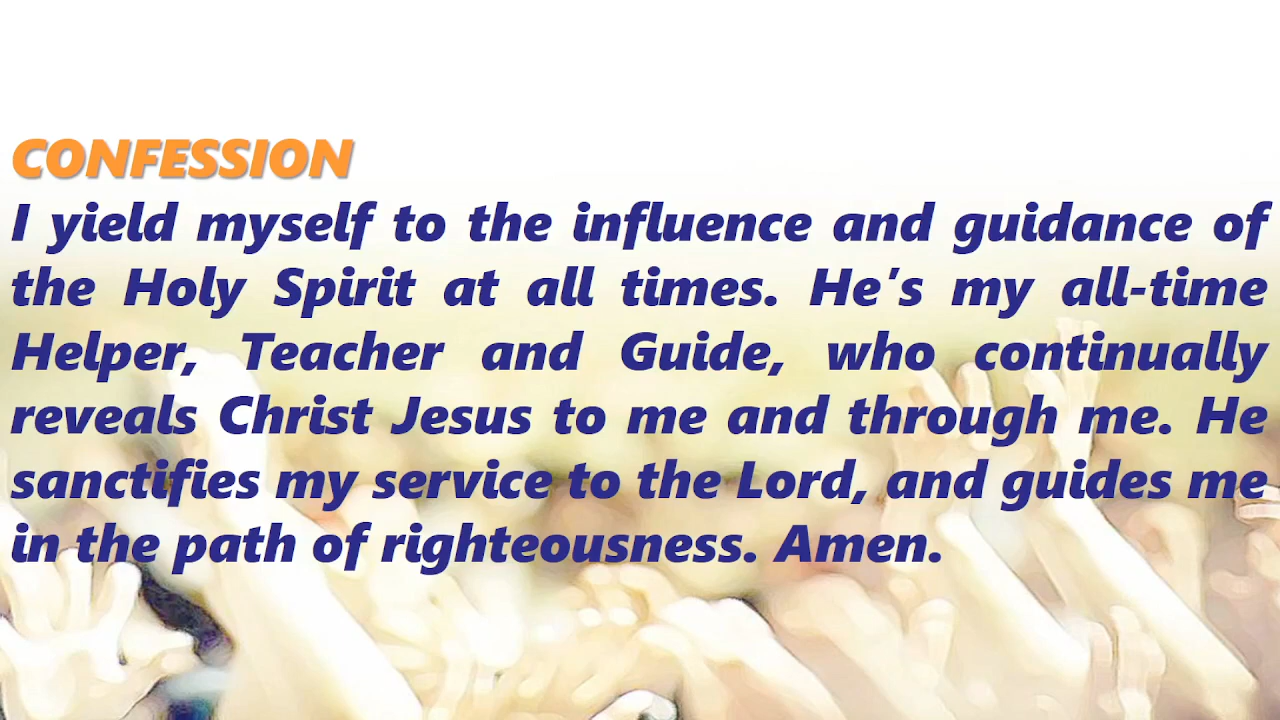 CONFESSION
I yield myself to the influence and guidance of
the Holy Spirit at all times. He's my all-time
Helper, Teacher and Guide, who continually
reveals Christ Jesus to me and through me. He
sanctifies my service to the Lord, and guides me
in the path of righteousness. Amen.